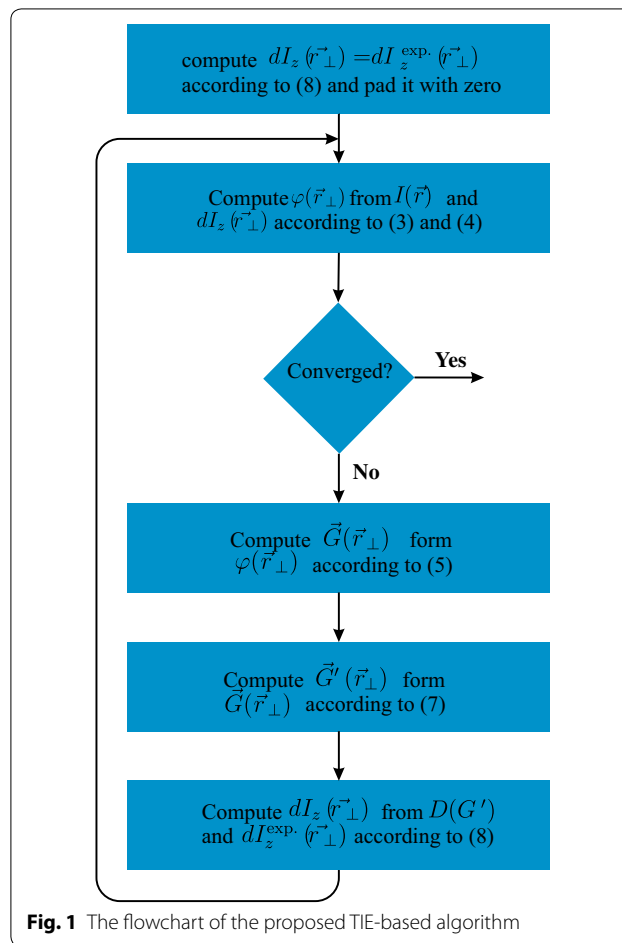 compute dI_z(r⃗_⊥) = dI_z^exp.(r⃗_⊥)
according to (8) and pad it with zero
Compute φ(r⃗_⊥) from I(r⃗) and
dI_z(r⃗_⊥) according to (3) and (4)
Converged?
Yes
No
Compute G⃗(r⃗_⊥) form
φ(r⃗_⊥) according to (5)
Compute G⃗′(r⃗_⊥) form
G⃗(r⃗_⊥) according to (7)
Compute dI_z(r⃗_⊥) from D(G′)
and dI_z^exp.(r⃗_⊥) according to (8)
Fig. 1 The flowchart of the proposed TIE-based algorithm